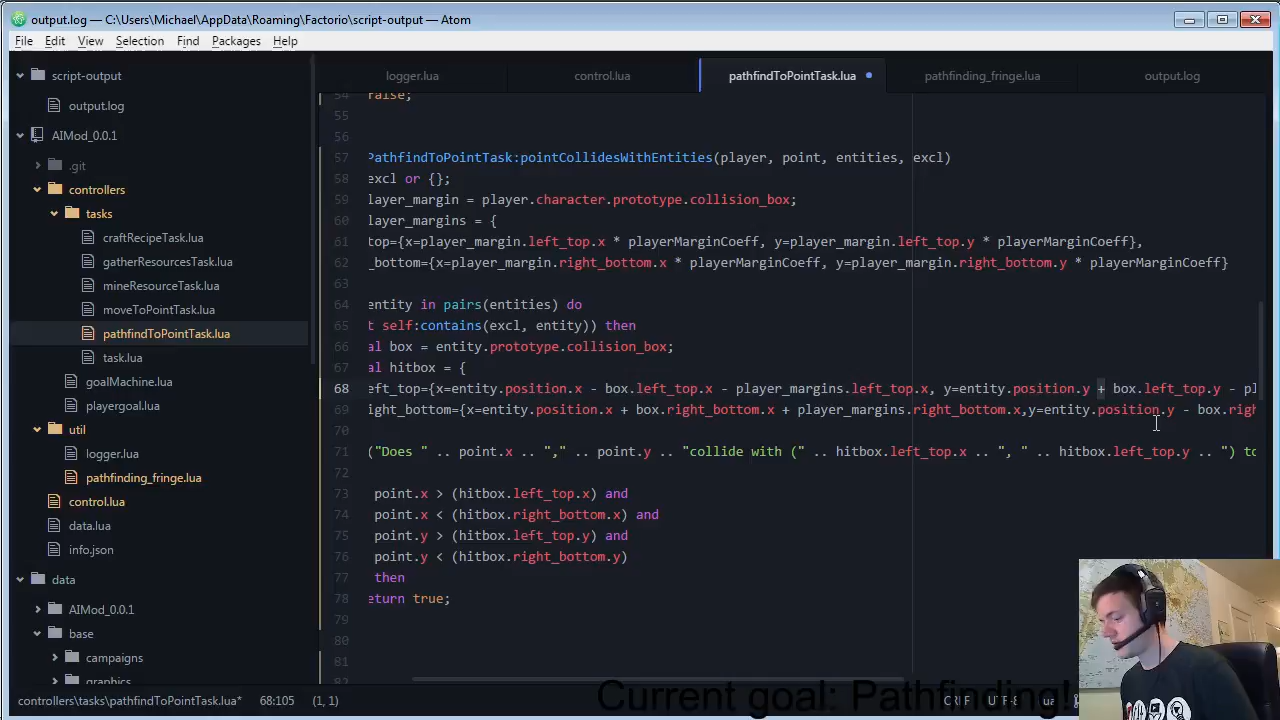 output.log — C:\Users\Michael\AppData\Roaming\Factorio\script-output — Atom
File Edit View Selection Find Packages Help
script-output
output.log
AIMod_0.0.1
.git
controllers
tasks
craftRecipeTask.lua
gatherResourcesTask.lua
mineResourceTask.lua
moveToPointTask.lua
pathfindToPointTask.lua
task.lua
goalMachine.lua
playergoal.lua
util
logger.lua
pathfinding_fringe.lua
control.lua
data.lua
info.json
data
AIMod_0.0.1
base
campaigns
graphics
logger.lua control.lua pathfindToPointTask.lua pathfinding_fringe.lua output.log
54 false;
55
56
57 PathfindToPointTask:pointCollidesWithEntities(player, point, entities, excl)
58 excl or {};
59 layer_margin = player.character.prototype.collision_box;
60 layer_margins = {
61 top={x=player_margin.left_top.x * playerMarginCoeff, y=player_margin.left_top.y * playerMarginCoeff},
62 _bottom={x=player_margin.right_bottom.x * playerMarginCoeff, y=player_margin.right_bottom.y * playerMarginCoeff}
63
64 entity in pairs(entities) do
65 t self:contains(excl, entity)) then
66 al box = entity.prototype.collision_box;
67 al hitbox = {
68 eft_top={x=entity.position.x - box.left_top.x - player_margins.left_top.x, y=entity.position.y + box.left_top.y - pl
69 ight_bottom={x=entity.position.x + box.right_bottom.x + player_margins.right_bottom.x,y=entity.position.y - box.righ
70
71 ("Does " .. point.x .. "," .. point.y .. "collide with (" .. hitbox.left_top.x .. ", " .. hitbox.left_top.y .. ") to
72
73 point.x > (hitbox.left_top.x) and
74 point.x < (hitbox.right_bottom.x) and
75 point.y > (hitbox.left_top.y) and
76 point.y < (hitbox.right_bottom.y)
77 then
78 eturn true;
79
80
81
82
controllers\tasks\pathfindToPointTask.lua* 68:105 (1, 1) CRLF UTF-8 ua
Current goal: Pathfinding!